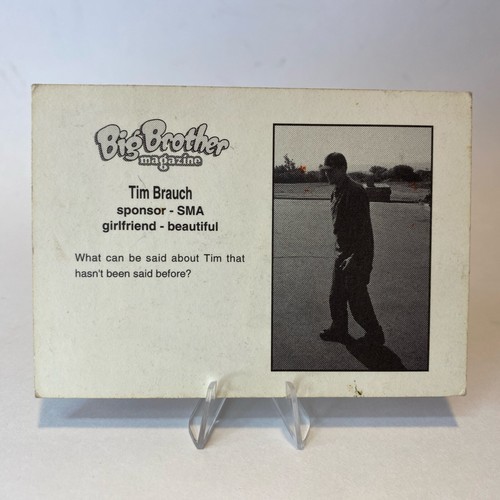 Big Brother
magazine
Tim Brauch
sponsor - SMA
girlfriend - beautiful
What can be said about Tim that
hasn't been said before?